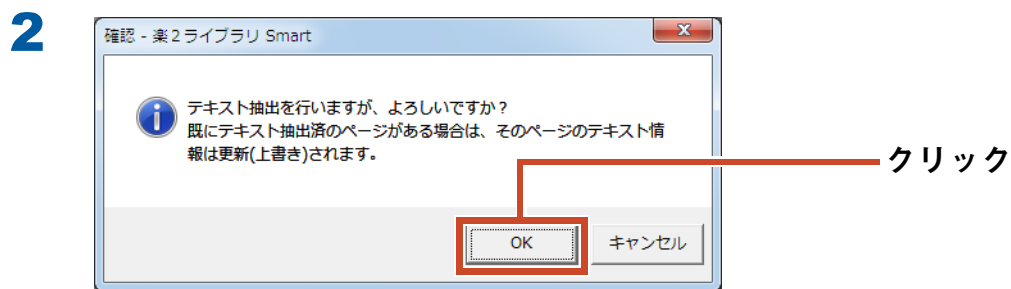 2
確認 - 楽2ライブラリ Smart
テキスト抽出を行いますが、よろしいですか？
既にテキスト抽出済のページがある場合は、そのページのテキスト情
報は更新(上書き)されます。
クリック
OK
キャンセル